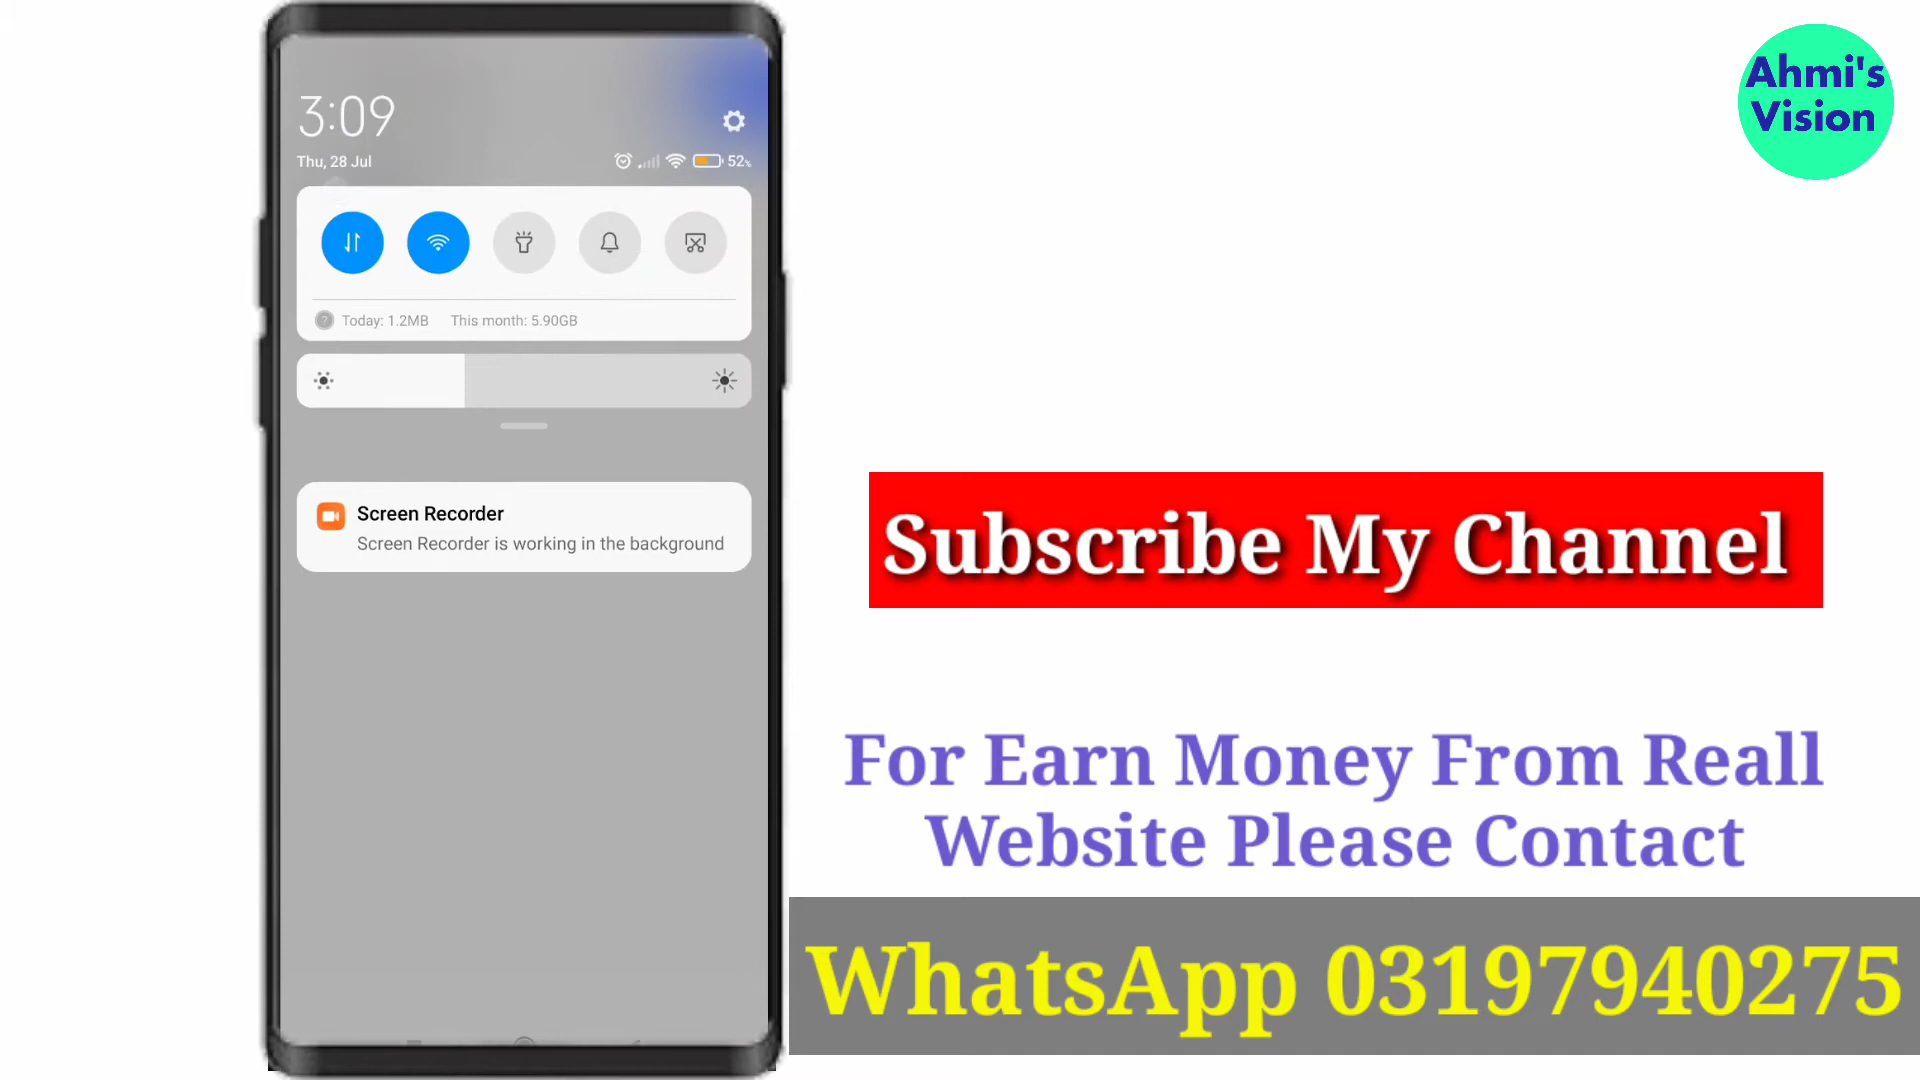 3:09
Thu, 28 Jul
52%
Today: 1.2MB This month: 5.90GB
Screen Recorder
Screen Recorder is working in the background
Ahmi's
Vision
Subscribe My Channel
For Earn Money From Reall
Website Please Contact
WhatsApp 03197940275